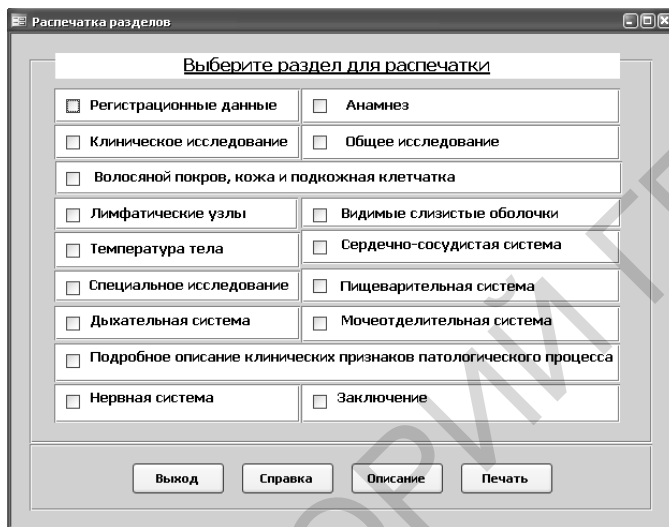 Распечатка разделов
Выберите раздел для распечатки
Регистрационные данные Анамнез
Клиническое исследование Общее исследование
Волосяной покров, кожа и подкожная клетчатка
Лимфатические узлы Видимые слизистые оболочки
Температура тела Сердечно-сосудистая система
Специальное исследование Пищеварительная система
Дыхательная система Мочеотделительная система
Подробное описание клинических признаков патологического процесса
Нервная система Заключение
Выход Справка Описание Печать